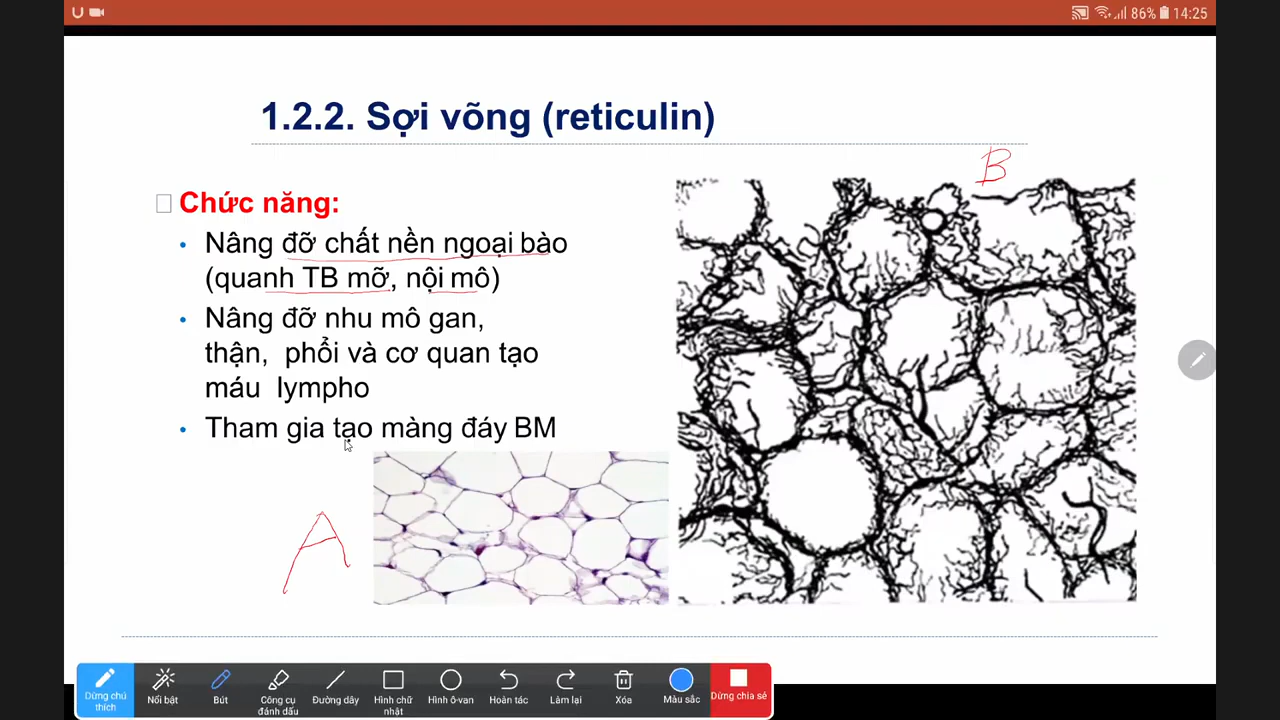 86% 14:25
1.2.2. Sợi võng (reticulin)
B
Chức năng:
• Nâng đỡ chất nền ngoại bào
(quanh TB mỡ, nội mô)
• Nâng đỡ nhu mô gan,
thận, phổi và cơ quan tạo
máu lympho
• Tham gia tạo màng đáy BM
A
Dừng chú thích
Nổi bật
Bút
Công cụ đánh dấu
Đường dây
Hình chữ nhật
Hình ô-van
Hoàn tác
Làm lại
Xóa
Màu sắc
Dừng chia sẻ